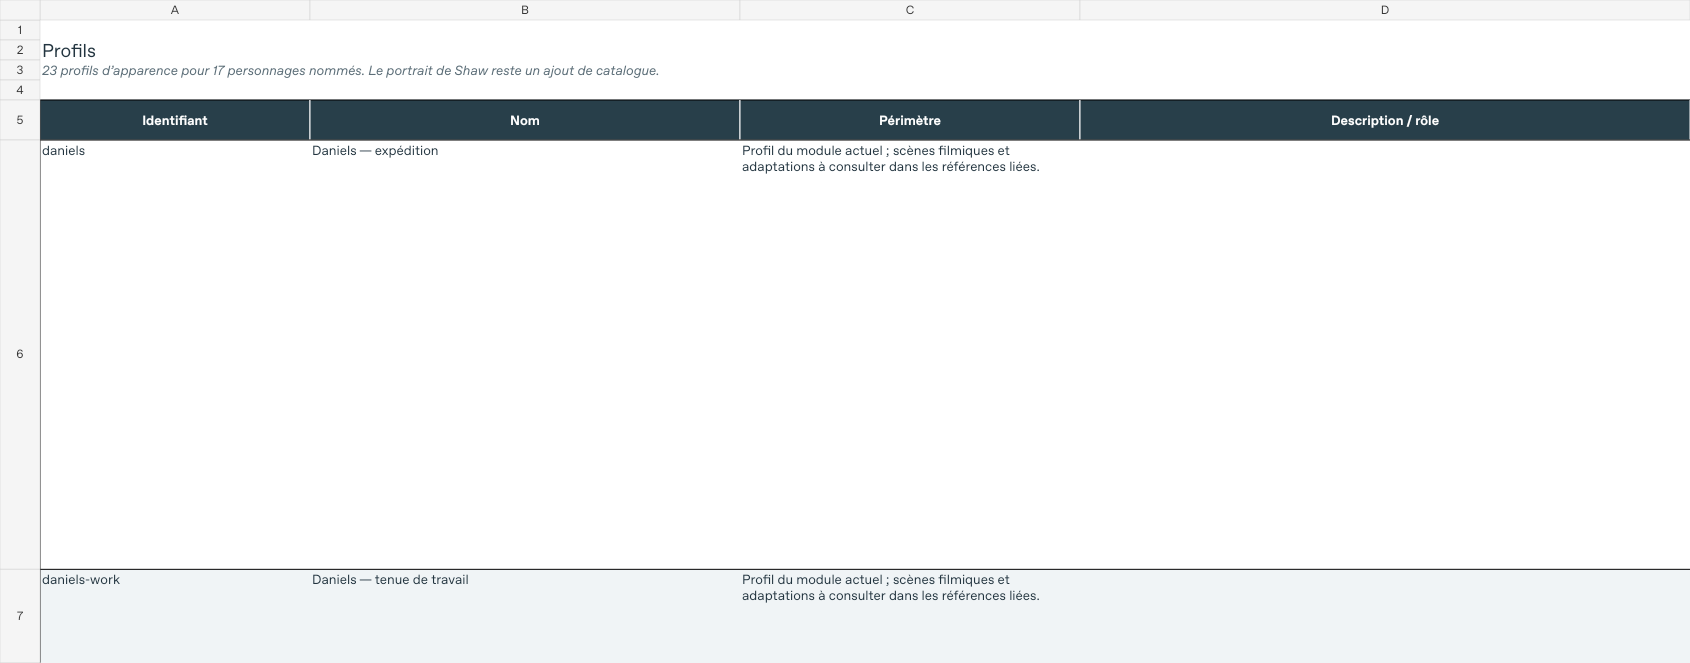 A B C D
1
2 Profils
3 23 profils d’apparence pour 17 personnages nommés. Le portrait de Shaw reste un ajout de catalogue.
4
5 Identifiant Nom Périmètre Description / rôle
daniels Daniels — expédition Profil du module actuel ; scènes filmiques et
adaptations à consulter dans les références liées.
6
daniels-work Daniels — tenue de travail Profil du module actuel ; scènes filmiques et
adaptations à consulter dans les références liées.
7